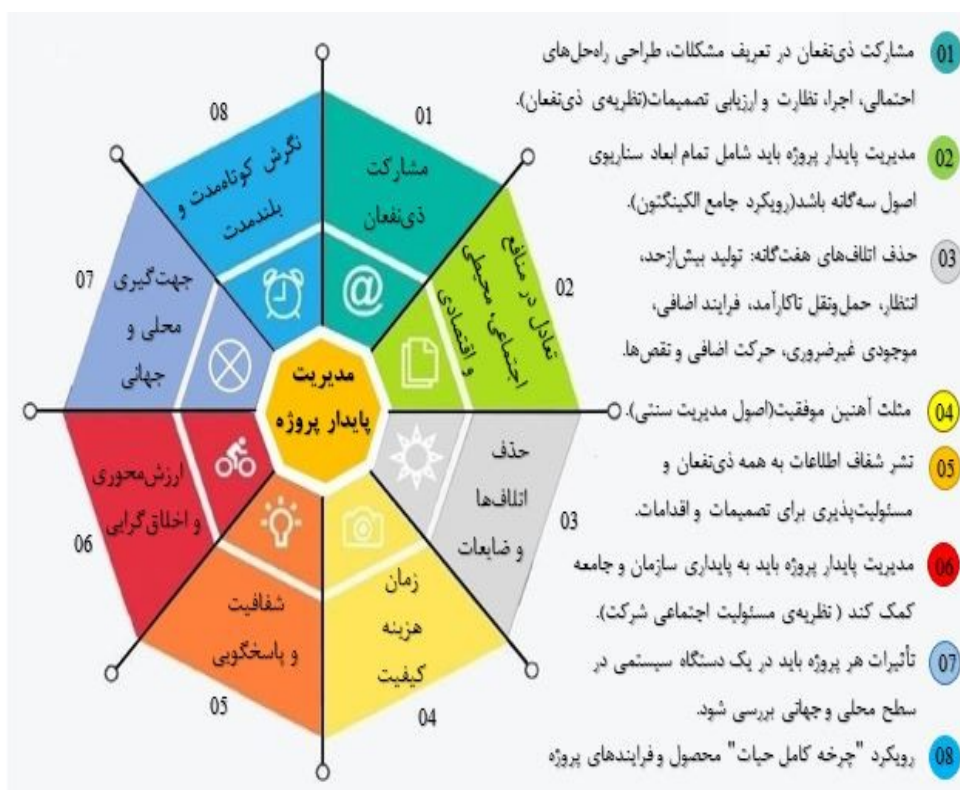 01 مشارکت ذی‌نفعان در تعریف مشکلات، طراحی راه‌حل‌های
احتمالی، اجرا، نظارت و ارزیابی تصمیمات(نظریه‌ی ذی‌نفعان).
02 مدیریت پایدار پروژه باید شامل تمام ابعاد سناریوی
اصول سه‌گانه باشد(رویکرد جامع الکینگتون).
03 حذف اتلاف‌های هفت‌گانه: تولید بیش‌ازحد،
انتظار، حمل‌ونقل ناکارآمد، فرایند اضافی،
موجودی غیرضروری، حرکت اضافی و نقص‌ها.
04 مثلث آهنین موفقیت(اصول مدیریت سنتی).
05 نشر شفاف اطلاعات به همه ذی‌نفعان و
مسئولیت‌پذیری برای تصمیمات و اقدامات.
06 مدیریت پایدار پروژه باید به پایداری سازمان و جامعه
کمک کند ( نظریه‌ی مسئولیت اجتماعی شرکت).
07 تأثیرات هر پروژه باید در یک دستگاه سیستمی در
سطح محلی و جهانی بررسی شود.
08 رویکرد "چرخه کامل حیات" محصول و فرایندهای پروژه
مدیریت
پایدار پروژه
01
مشارکت
ذی‌نفعان
02
تعادل در منافع
اجتماعی، محیطی
و اقتصادی
03
حذف
اتلاف‌ها
و ضایعات
04
زمان
هزینه
کیفیت
05
شفافیت
و پاسخگویی
06
ارزش‌محوری
و اخلاق‌گرایی
07
جهت‌گیری
محلی و
جهانی
08
نگرش کوتاه‌مدت و
بلندمدت
@